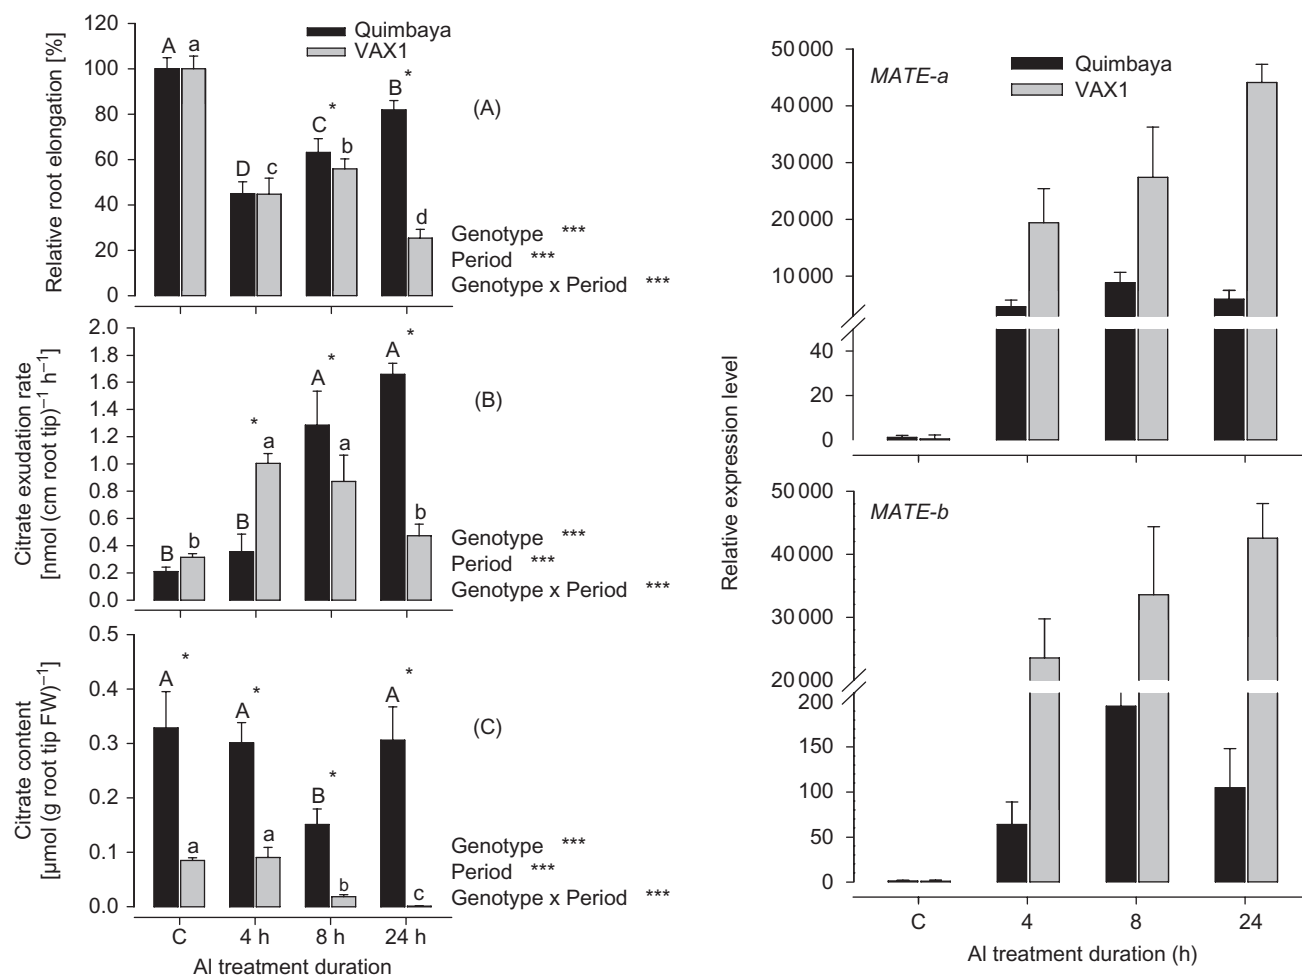 Quimbaya
VAX1
120
100
80
60
40
20
0
Relative root elongation [%]
A a
D c
C * b
B * d
(A)
Genotype ***
Period ***
Genotype x Period ***
2.0
1.8
1.6
1.4
1.2
1.0
0.8
0.6
0.4
0.2
0.0
Citrate exudation rate
[nmol (cm root tip)⁻¹ h⁻¹]
B b
B * a
A * a
A * b
(B)
Genotype ***
Period ***
Genotype x Period ***
0.5
0.4
0.3
0.2
0.1
0.0
Citrate content
[µmol (g root tip FW)⁻¹]
A * a
A * a
B * b
A * c
(C)
Genotype ***
Period ***
Genotype x Period ***
C 4 h 8 h 24 h
Al treatment duration
MATE-a
Quimbaya
VAX1
50 000
40 000
30 000
20 000
10 000
40
20
0
Relative expression level
MATE-b
50 000
40 000
30 000
20 000
200
150
100
50
0
C 4 8 24
Al treatment duration (h)